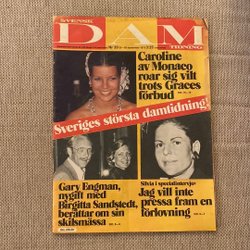 SVENSK
DAM
TIDNING
Caroline
av Monaco
roar sig vilt
trots Graces
förbud
Sveriges största damtidning!
Gary Engman,
nygift med
Birgitta Sandstedt,
berättar om sin
skilsmässa
Silvia i specialintervju:
Jag vill inte
pressa fram en
förlovning